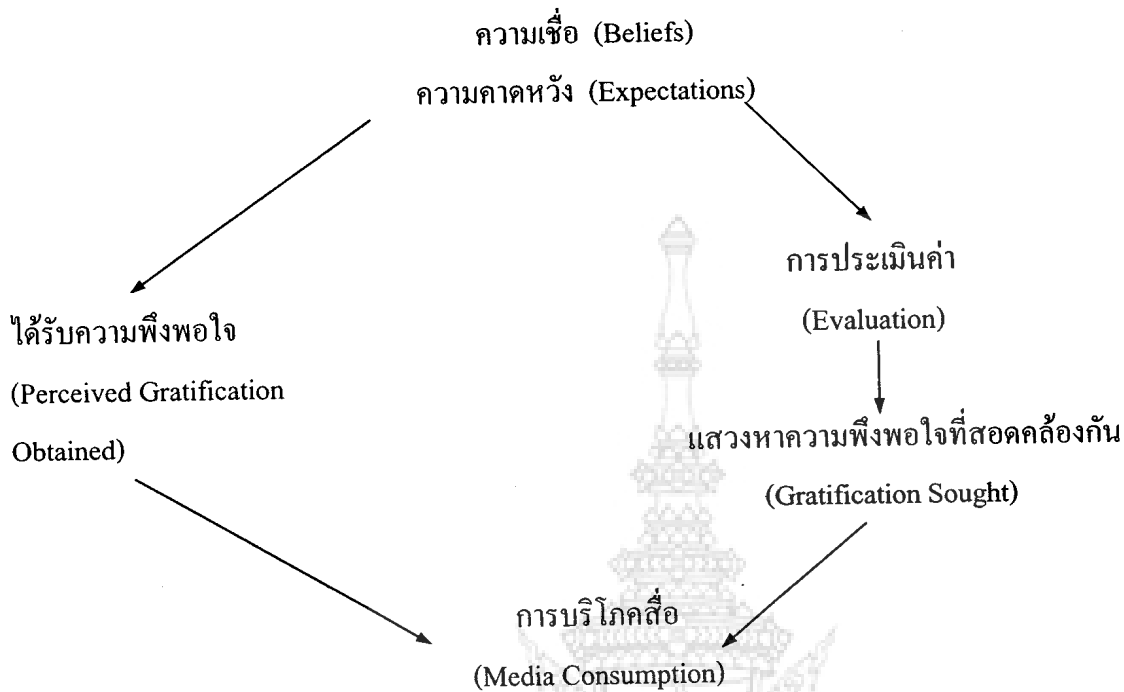 ความเชื่อ (Beliefs)
ความคาดหวัง (Expectations)
การประเมินค่า
(Evaluation)
ได้รับความพึงพอใจ
(Perceived Gratification
Obtained)
แสวงหาความพึงพอใจที่สอดคล้องกัน
(Gratification Sought)
การบริโภคสื่อ
(Media Consumption)